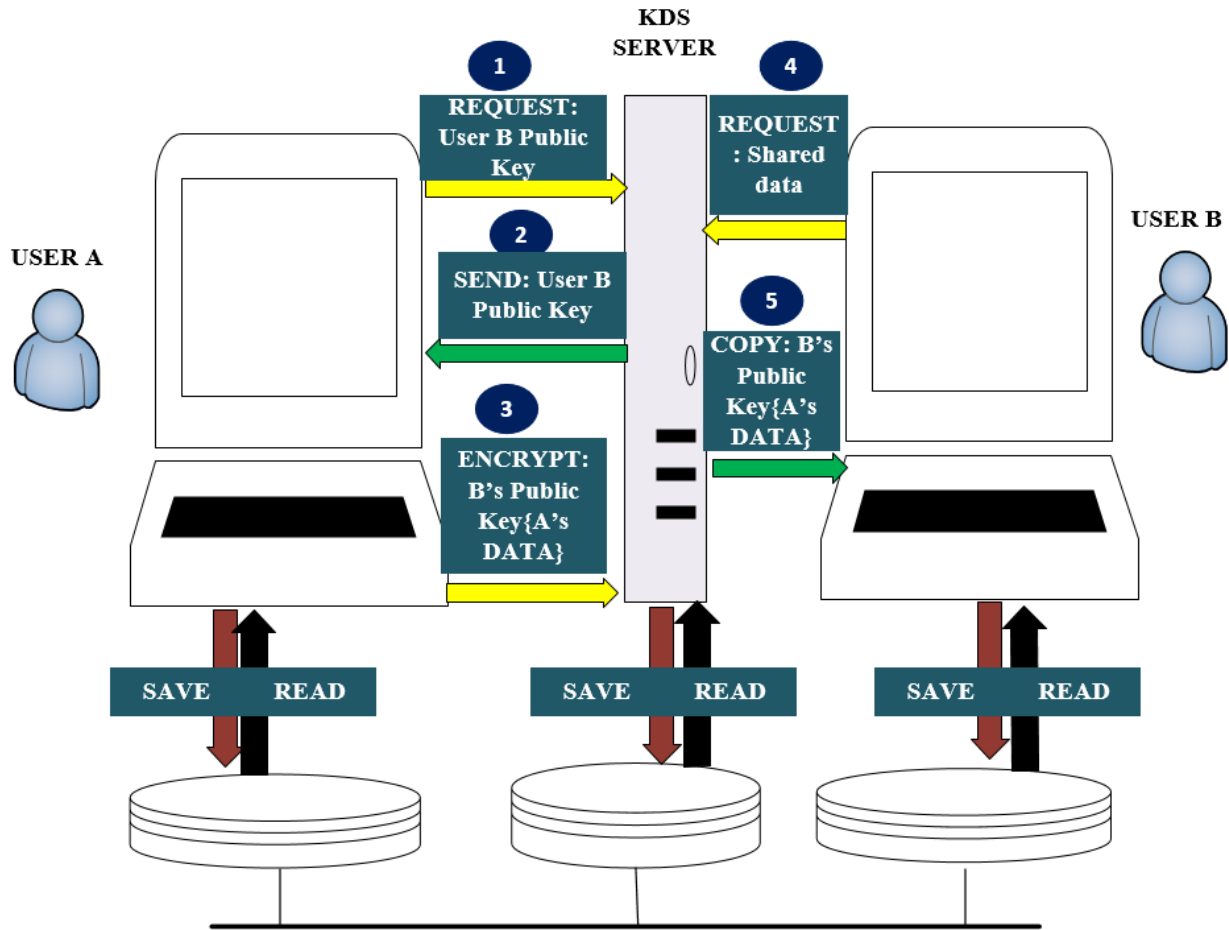 KDS
SERVER
1
REQUEST:
User B Public
Key
4
REQUEST
: Shared
data
USER A
USER B
2
SEND: User B
Public Key
5
COPY: B’s
Public
Key{A’s
DATA}
3
ENCRYPT:
B’s Public
Key{A’s
DATA}
SAVE READ
SAVE READ
SAVE READ